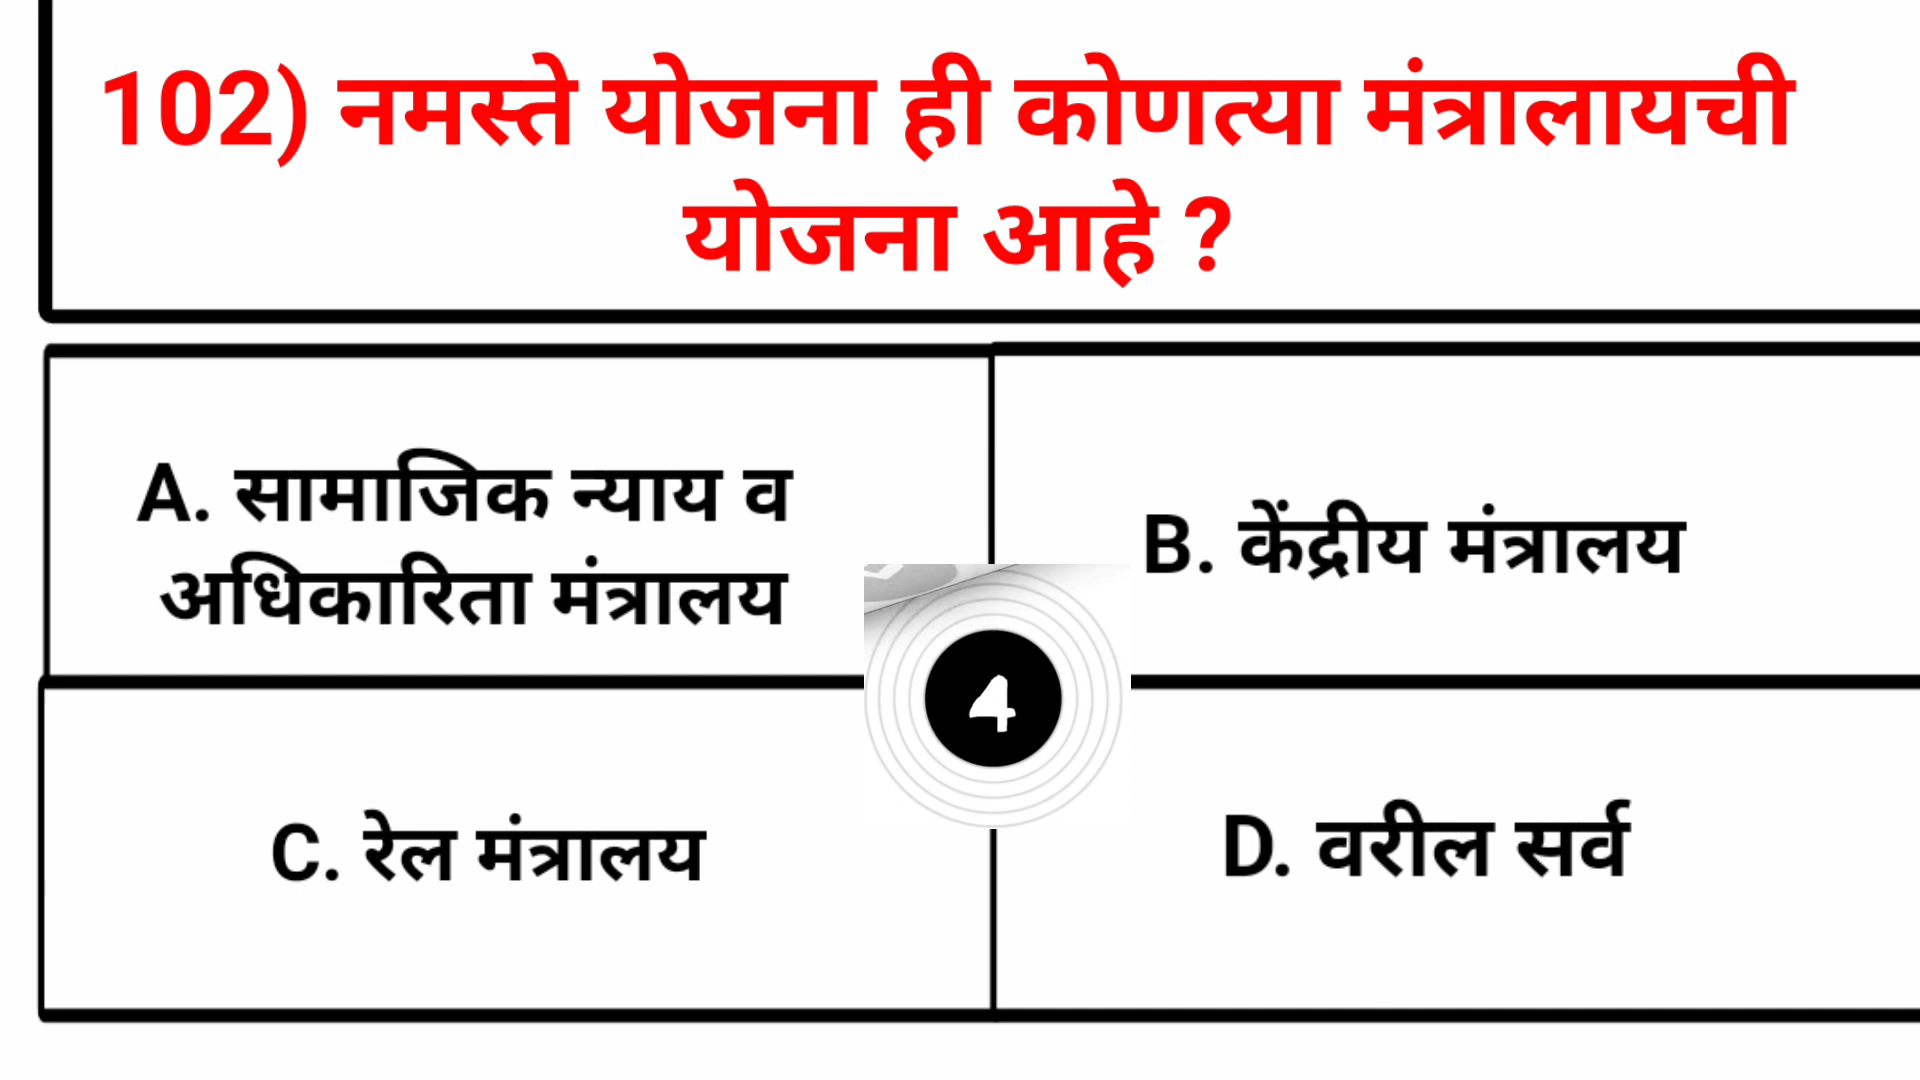 102) नमस्ते योजना ही कोणत्या मंत्रालायची
योजना आहे ?
A. सामाजिक न्याय व
अधिकारिता मंत्रालय
B. केंद्रीय मंत्रालय
4
C. रेल मंत्रालय
D. वरील सर्व